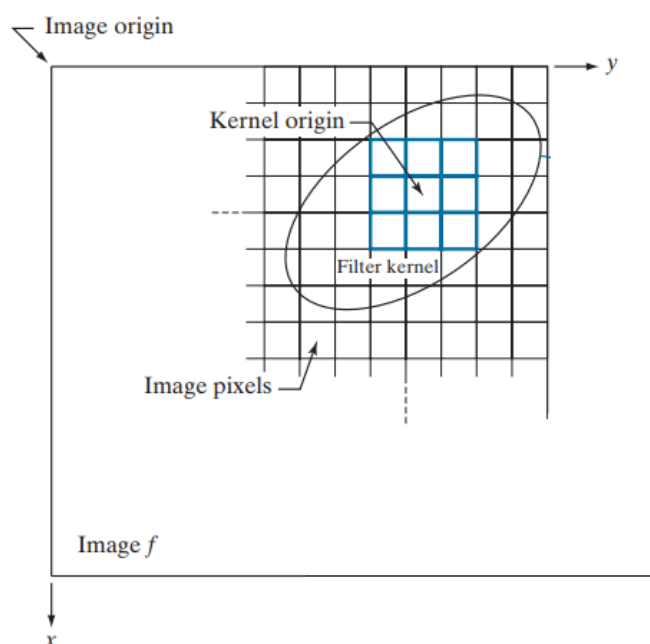 Image origin
y
Kernel origin
Filter kernel
Image pixels
Image f
x